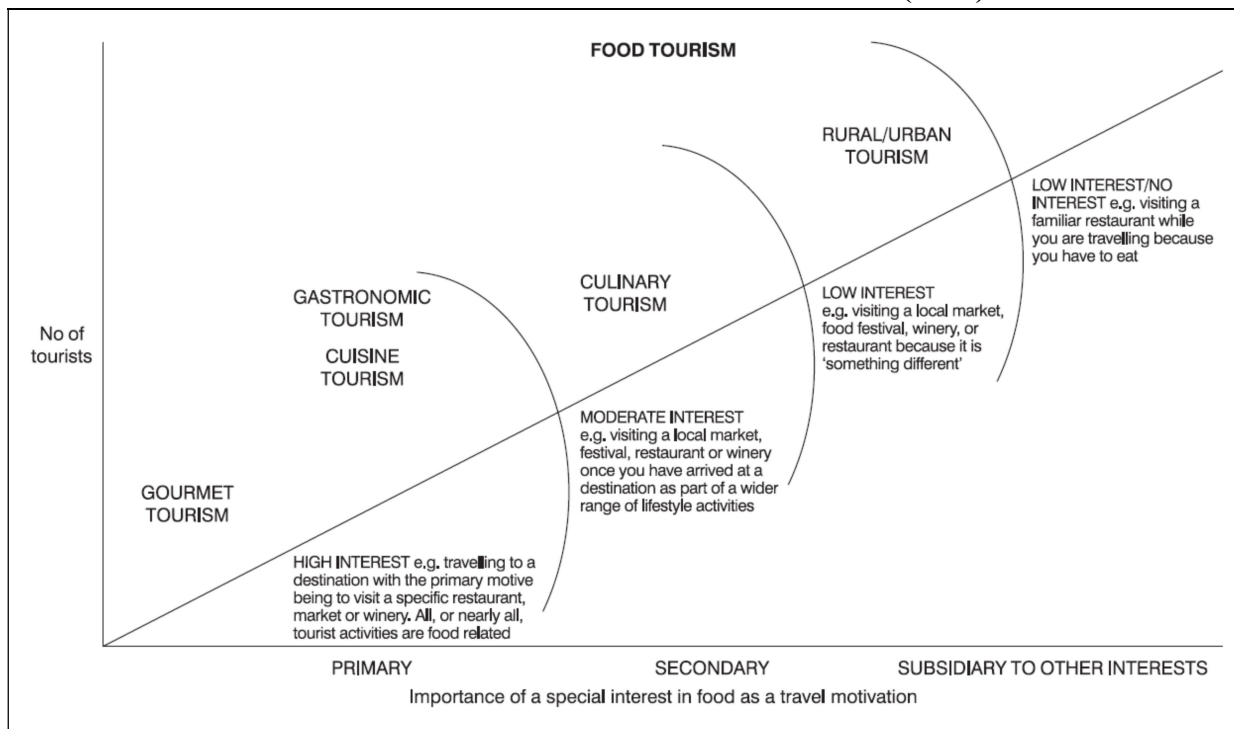 FOOD TOURISM
RURAL/URBAN
TOURISM
LOW INTEREST/NO
INTEREST e.g. visiting a
familiar restaurant while
you are travelling because
you have to eat
GASTRONOMIC
TOURISM
CUISINE
TOURISM
CULINARY
TOURISM
LOW INTEREST
e.g. visiting a local market,
food festival, winery, or
restaurant because it is
‘something different’
No of
tourists
MODERATE INTEREST
e.g. visiting a local market,
festival, restaurant or winery
once you have arrived at a
destination as part of a wider
range of lifestyle activities
GOURMET
TOURISM
HIGH INTEREST e.g. travelling to a
destination with the primary motive
being to visit a specific restaurant,
market or winery. All, or nearly all,
tourist activities are food related
PRIMARY
SECONDARY
SUBSIDIARY TO OTHER INTERESTS
Importance of a special interest in food as a travel motivation